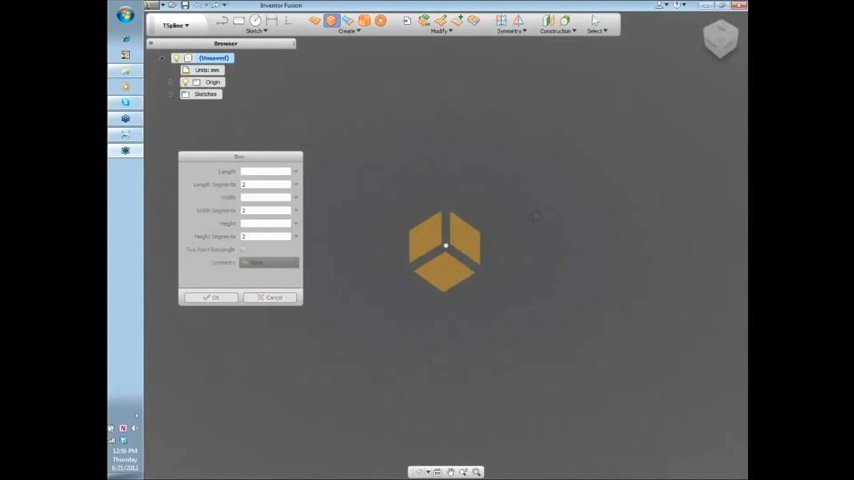 Inventor Fusion
TSpline
Sketch
Create
Modify
Symmetry
Construction
Select
Browser
(Unsaved)
Units: mm
Origin
Sketches
Box
Length
Length Segments 2
Width
Width Segments 2
Height
Height Segments 2
Two Point Rectangle
Symmetry None
OK Cancel
12:55 PM
Thursday
6/21/2012